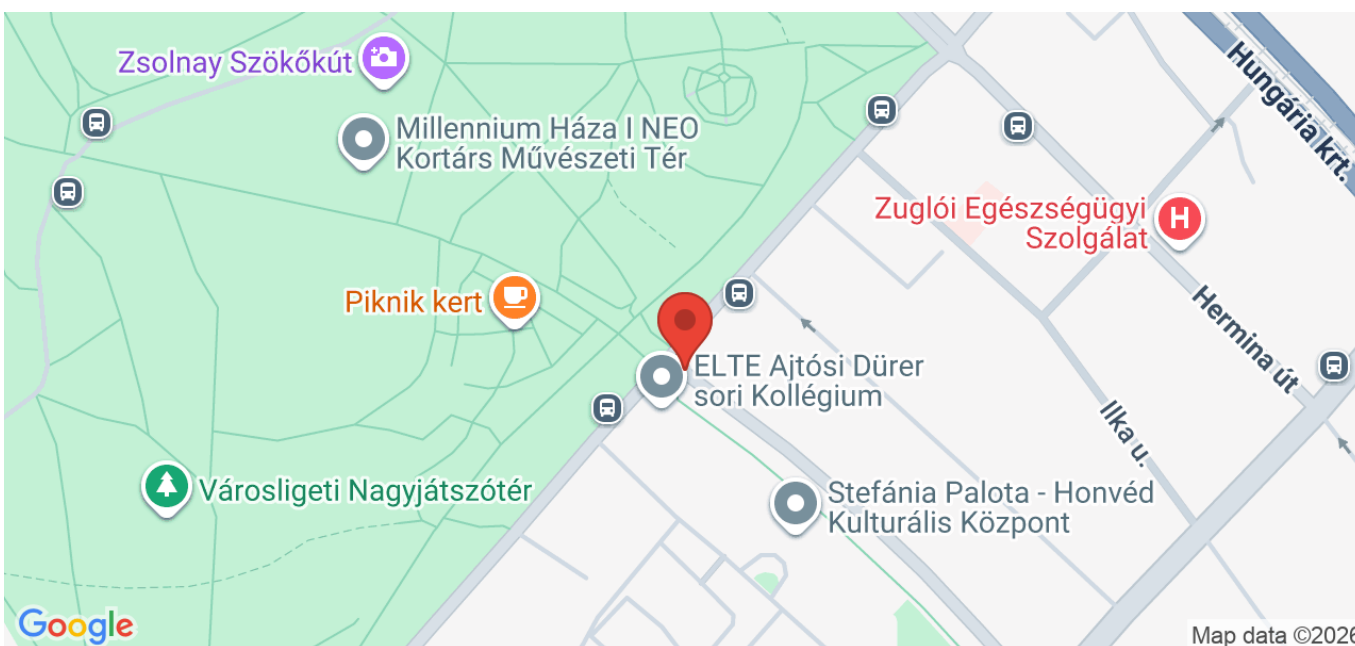 Zsolnay Szökőkút
Millennium Háza I NEO
Kortárs Művészeti Tér
Hungária krt.
Zuglói Egészségügyi
Szolgálat
H
Piknik kert
Hermina út
ELTE Ajtósi Dürer
sori Kollégium
Ilka u.
Városligeti Nagyjátszótér
Stefánia Palota - Honvéd
Kulturális Központ
Google
Map data ©2026